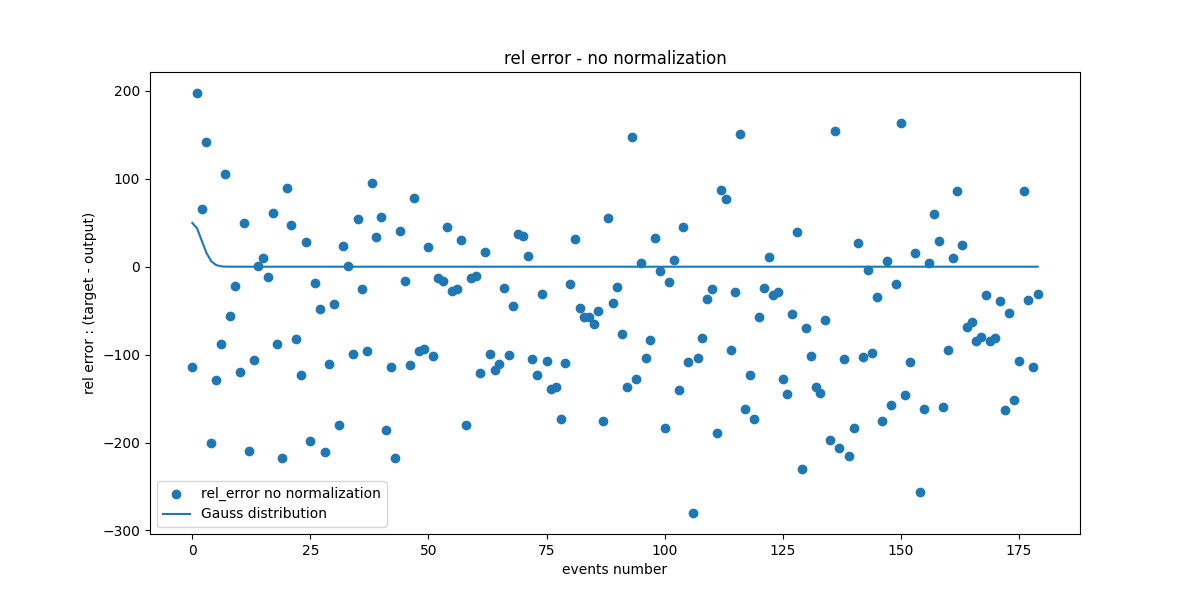 rel error - no normalization
200
100
0
−100
−200
−300
rel error : (target - output)
rel_error no normalization
Gauss distribution
0 25 50 75 100 125 150 175
events number